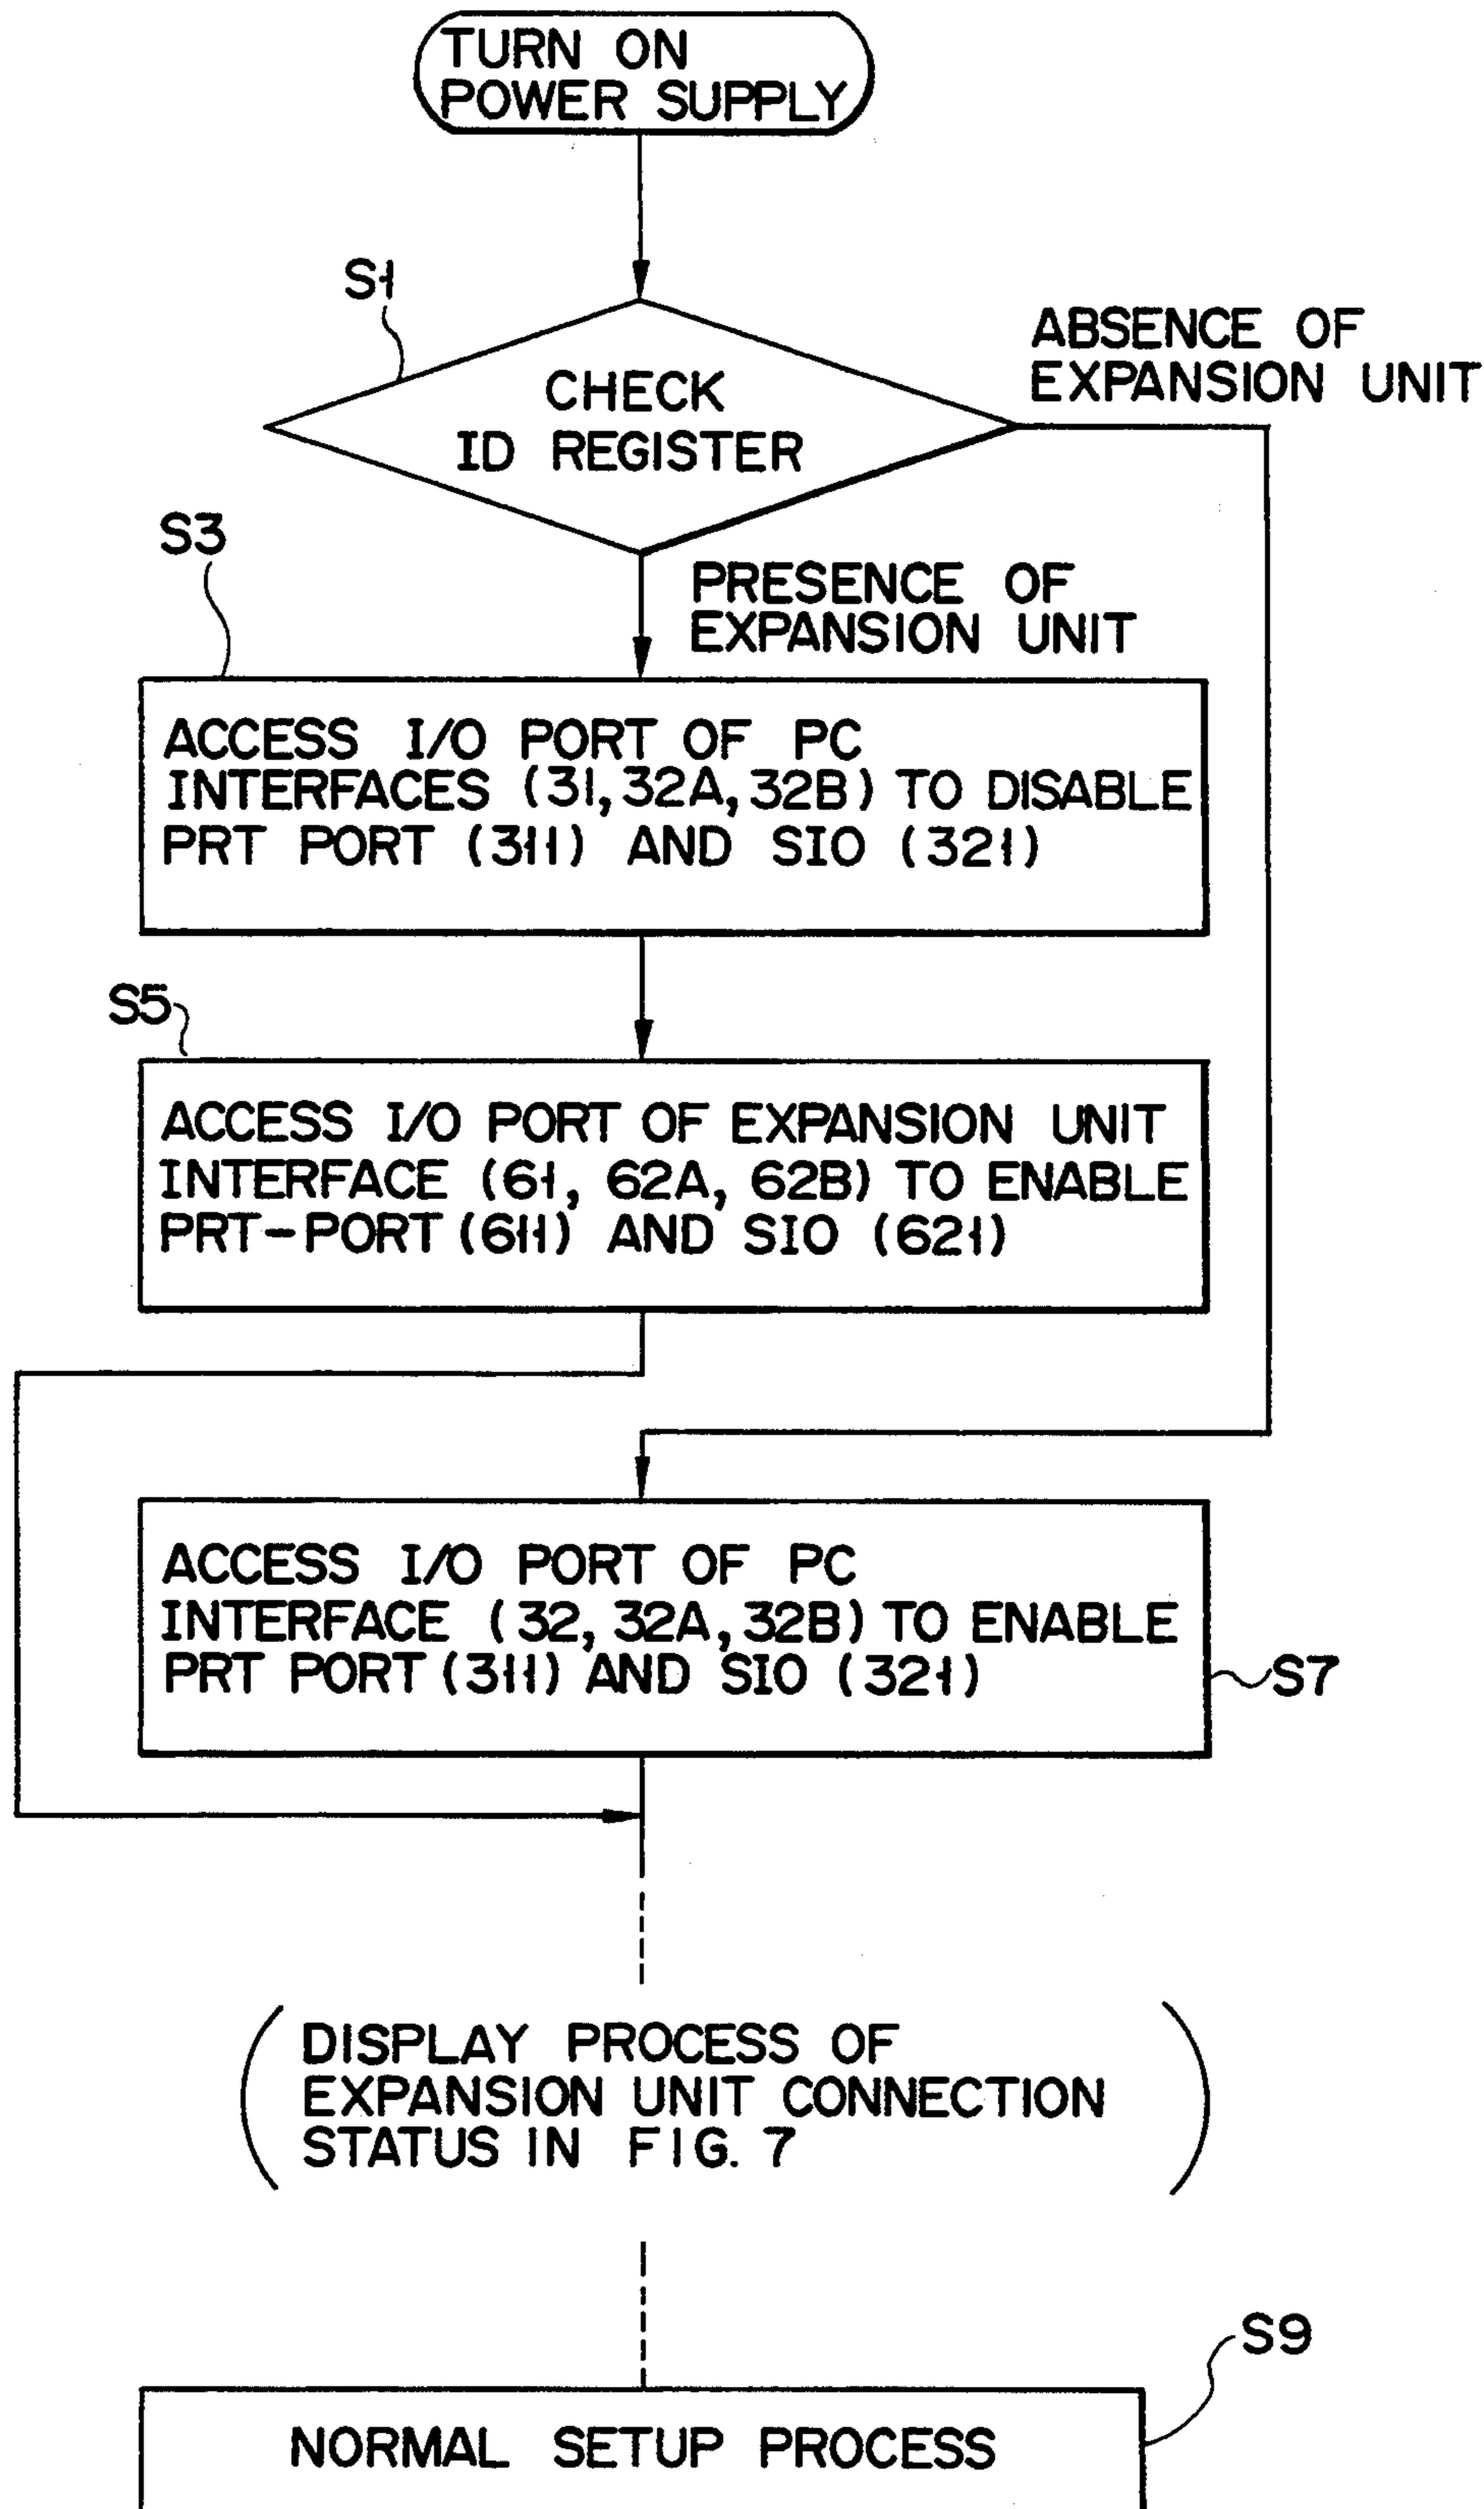 TURN ON
POWER SUPPLY
S1
CHECK
ID REGISTER
ABSENCE OF
EXPANSION UNIT
S3
PRESENCE OF
EXPANSION UNIT
ACCESS I/O PORT OF PC
INTERFACES (31, 32A, 32B) TO DISABLE
PRT PORT (311) AND SIO (321)
S5
ACCESS I/O PORT OF EXPANSION UNIT
INTERFACE (61, 62A, 62B) TO ENABLE
PRT-PORT (611) AND SIO (621)
ACCESS I/O PORT OF PC
INTERFACE (32, 32A, 32B) TO ENABLE
PRT PORT (311) AND SIO (321)
S7
(DISPLAY PROCESS OF
EXPANSION UNIT CONNECTION
STATUS IN FIG. 7)
S9
NORMAL SETUP PROCESS